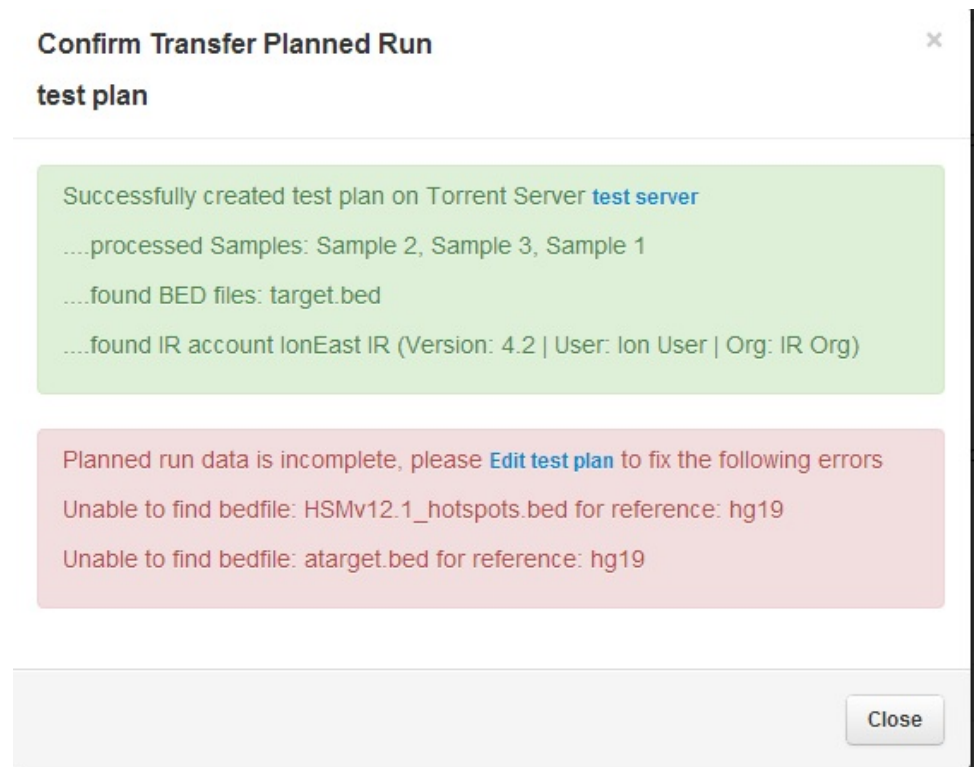 Confirm Transfer Planned Run
×
test plan
Successfully created test plan on Torrent Server test server
....processed Samples: Sample 2, Sample 3, Sample 1
....found BED files: target.bed
....found IR account IonEast IR (Version: 4.2 | User: Ion User | Org: IR Org)
Planned run data is incomplete, please Edit test plan to fix the following errors
Unable to find bedfile: HSMv12.1_hotspots.bed for reference: hg19
Unable to find bedfile: atarget.bed for reference: hg19
Close